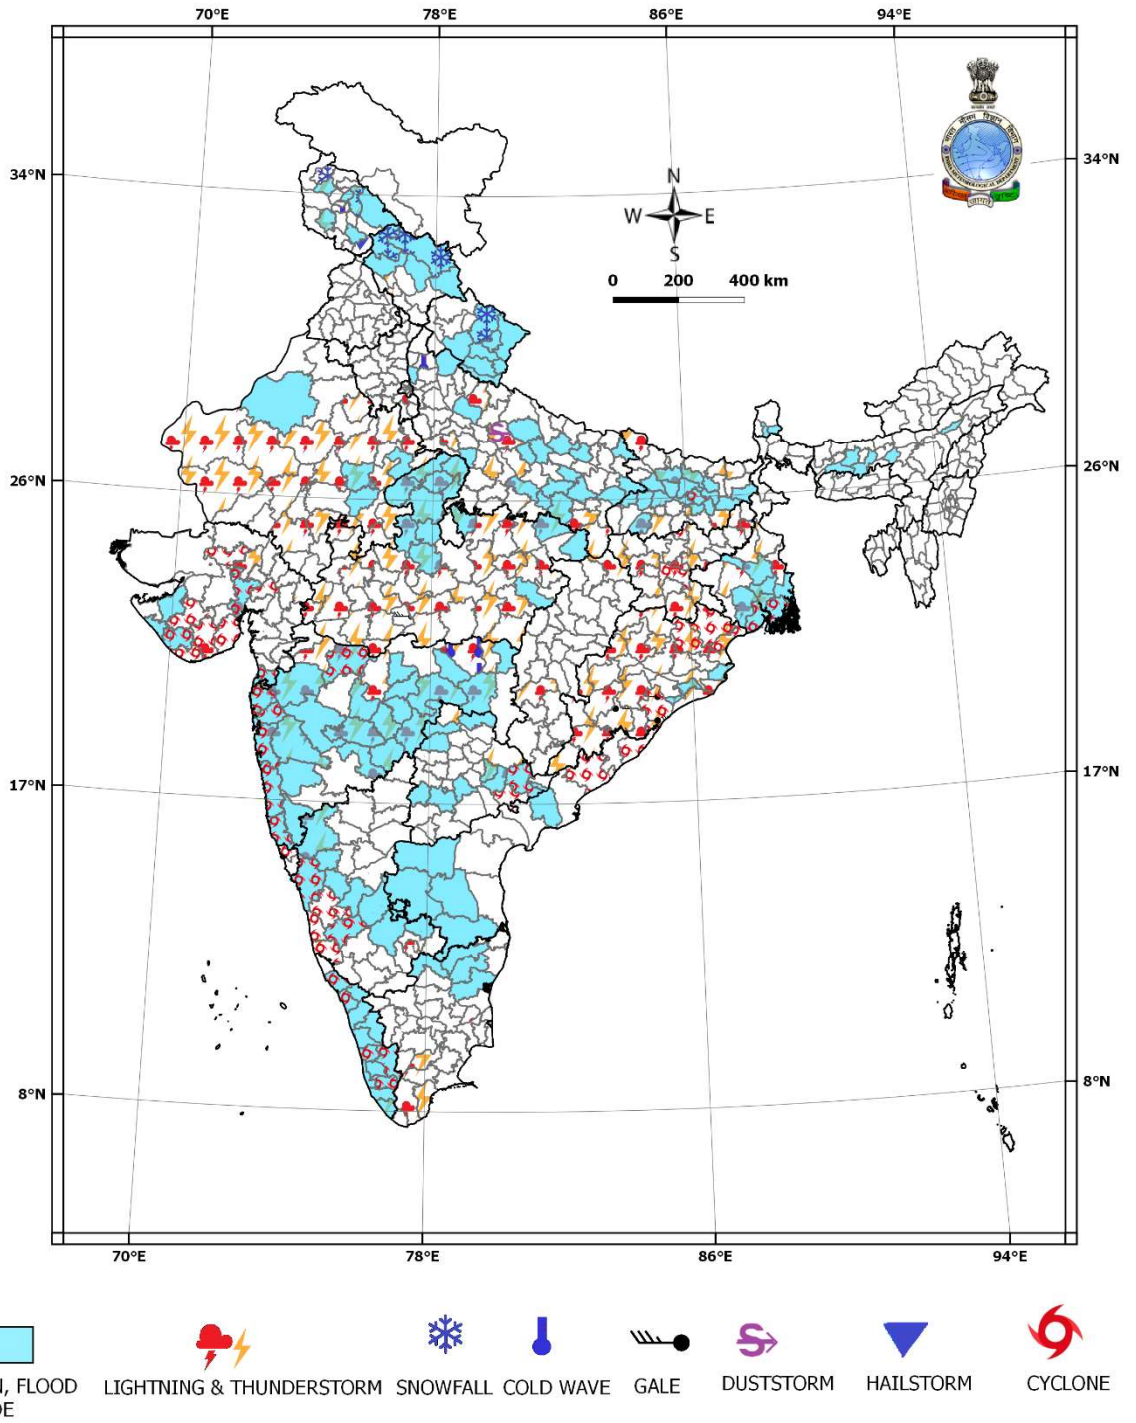 70°E 78°E 86°E 94°E
34°N 34°N
N
W E
S
0 200 400 km
26°N 26°N
17°N 17°N
8°N 8°N
70°E 78°E 86°E 94°E
N, FLOOD
LIGHTNING & THUNDERSTORM SNOWFALL COLD WAVE GALE DUSTSTORM HAILSTORM CYCLONE